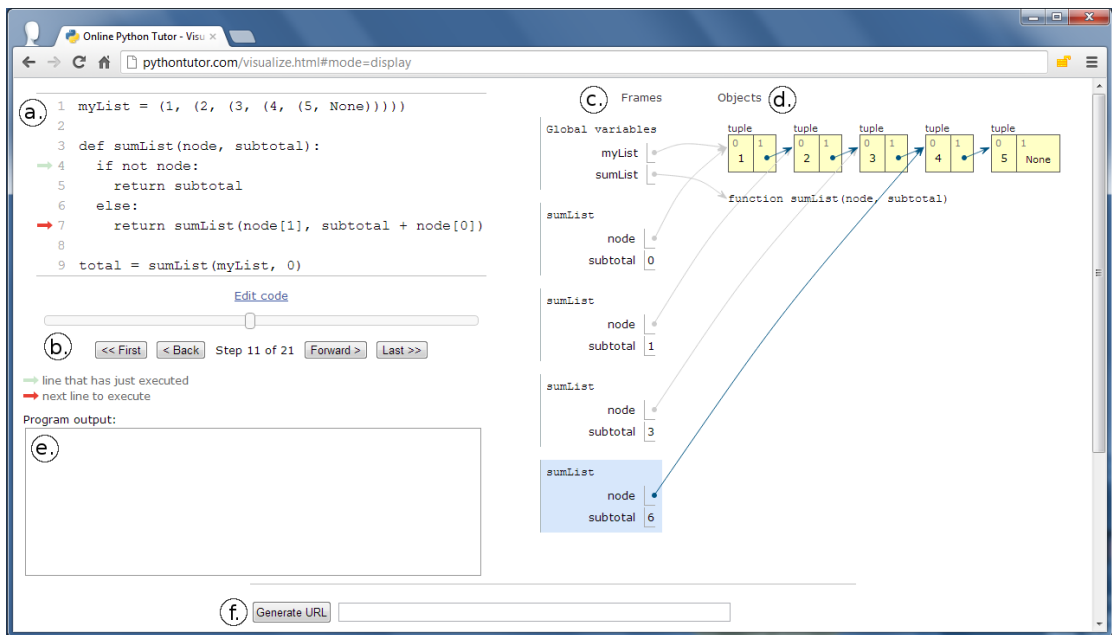 Online Python Tutor - Visu ×
pythontutor.com/visualize.html#mode=display
a.
1 myList = (1, (2, (3, (4, (5, None)))))
2
3 def sumList(node, subtotal):
4 if not node:
5 return subtotal
6 else:
7 return sumList(node[1], subtotal + node[0])
8
9 total = sumList(myList, 0)
Edit code
b.
<< First < Back Step 11 of 21 Forward > Last >>
line that has just executed
next line to execute
Program output:
e.
c. Frames Objects d.
Global variables
myList
sumList
tuple tuple tuple tuple tuple
0 1 0 1 0 1 0 1 0 1
1 2 3 4 5 None
function sumList(node, subtotal)
sumList
node
subtotal 0
sumList
node
subtotal 1
sumList
node
subtotal 3
sumList
node
subtotal 6
f. Generate URL